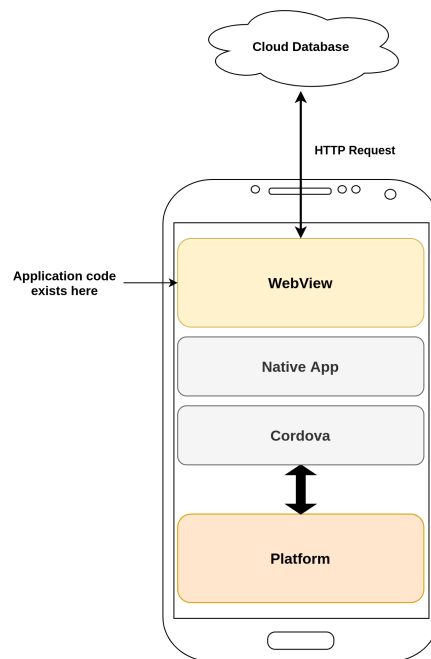 Cloud Database
HTTP Request
Application code
exists here
WebView
Native App
Cordova
Platform